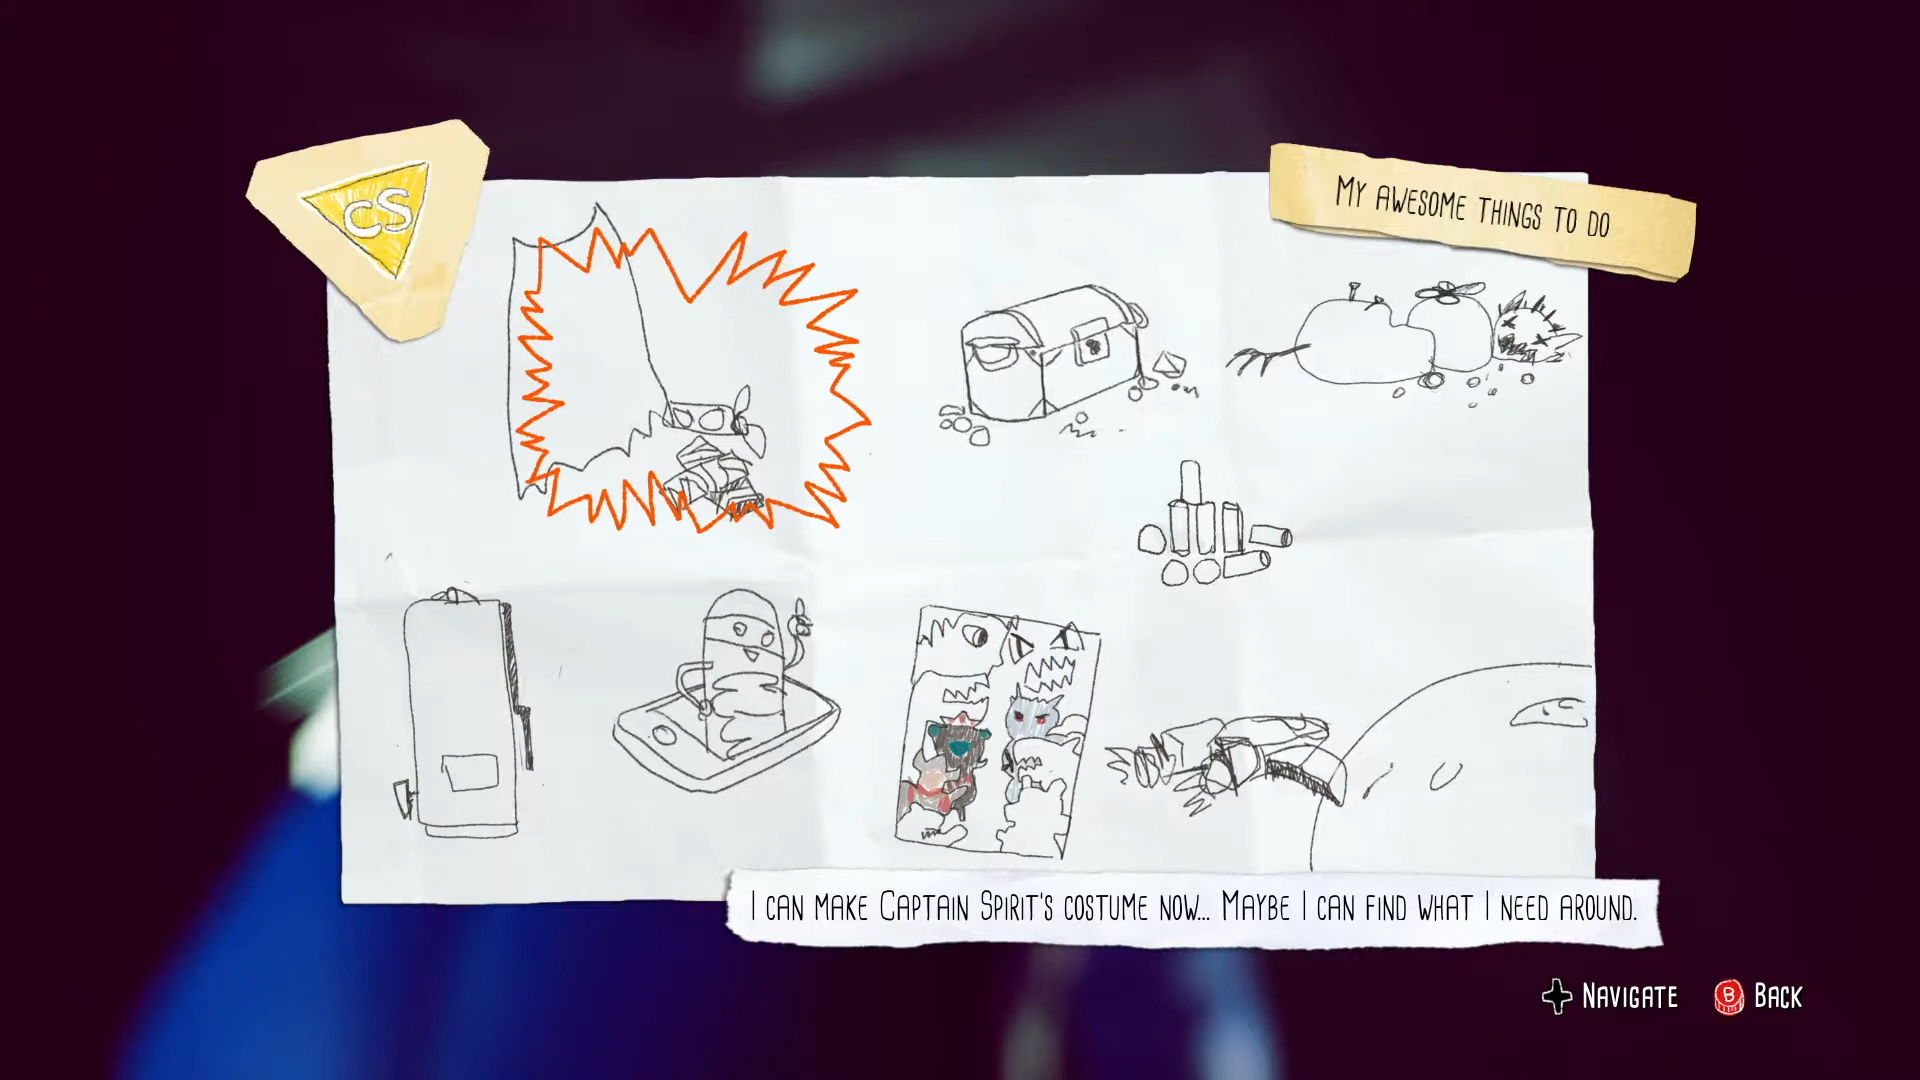 CS
MY AWESOME THINGS TO DO
I CAN MAKE CAPTAIN SPIRIT'S COSTUME NOW... MAYBE I CAN FIND WHAT I NEED AROUND.
NAVIGATE
B BACK